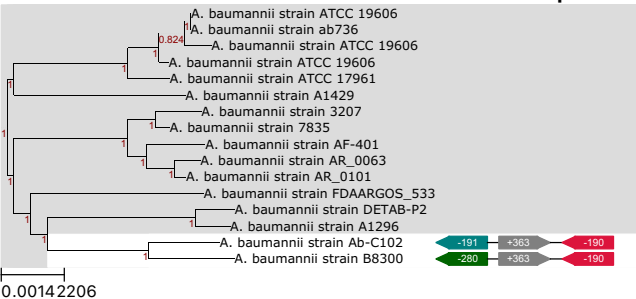 A. baumannii strain ATCC 19606
1
A. baumannii strain ab736
0.824
A. baumannii strain ATCC 19606
A. baumannii strain ATCC 19606
1
A. baumannii strain ATCC 17961
1
A. baumannii strain A1429
A. baumannii strain 3207
1
A. baumannii strain 7835
1
1
A. baumannii strain AF-401
1
A. baumannii strain AR_0063
1
A. baumannii strain AR_0101
1
A. baumannii strain FDAARGOS_533
A. baumannii strain DETAB-P2
1
1
A. baumannii strain A1296
1
A. baumannii strain Ab-C102 -191 +363 -190
1
A. baumannii strain B8300 -280 +363 -190
0.00142206